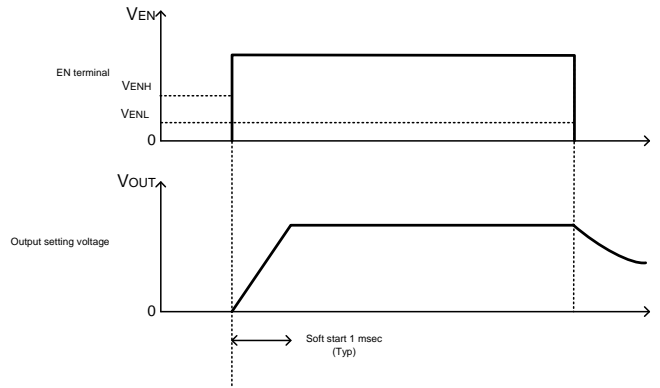 VEN
EN terminal
VENH
VENL
0
VOUT
Output setting voltage
0
Soft start 1 msec
(Typ)